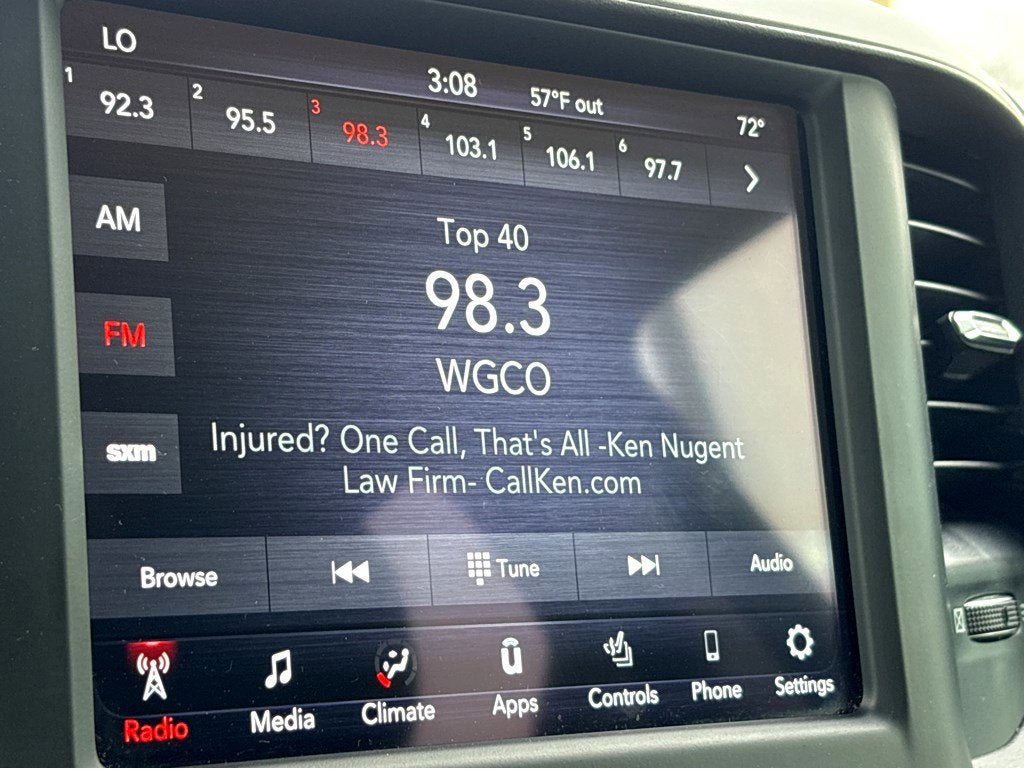 LO
3:08
57°F out
72°
1 92.3
2 95.5
3 98.3
4 103.1
5 106.1
6 97.7
AM
FM
sxm
Top 40
98.3
WGCO
Injured? One Call, That's All -Ken Nugent
Law Firm- CallKen.com
Browse
Tune
Audio
Radio
Media
Climate
Apps
Controls
Phone
Settings